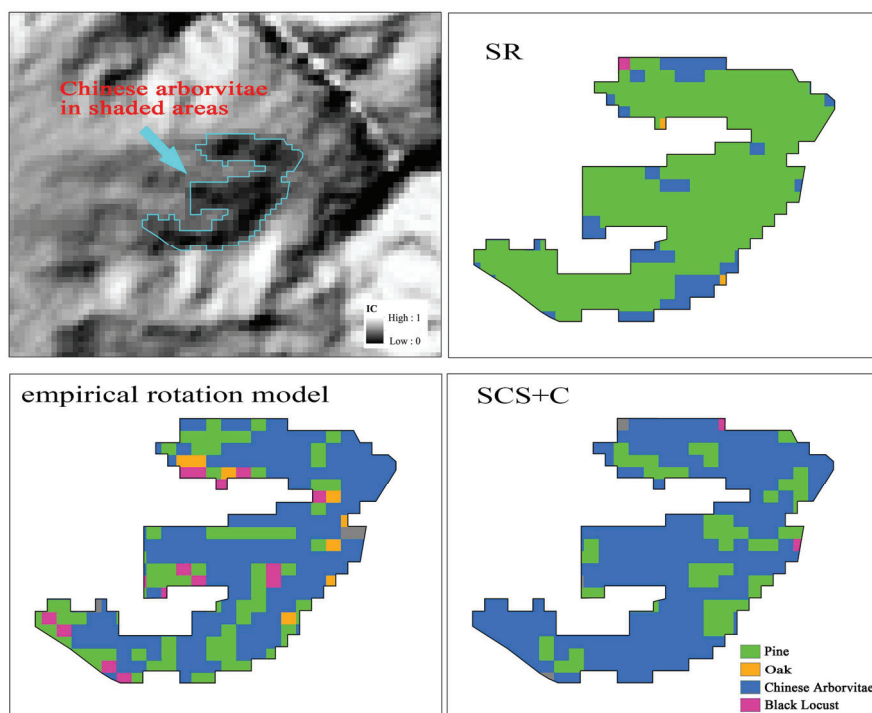 Chinese arborvitae
in shaded areas
IC
High : 1
Low : 0
SR
empirical rotation model
SCS+C
Pine
Oak
Chinese Arborvitae
Black Locust